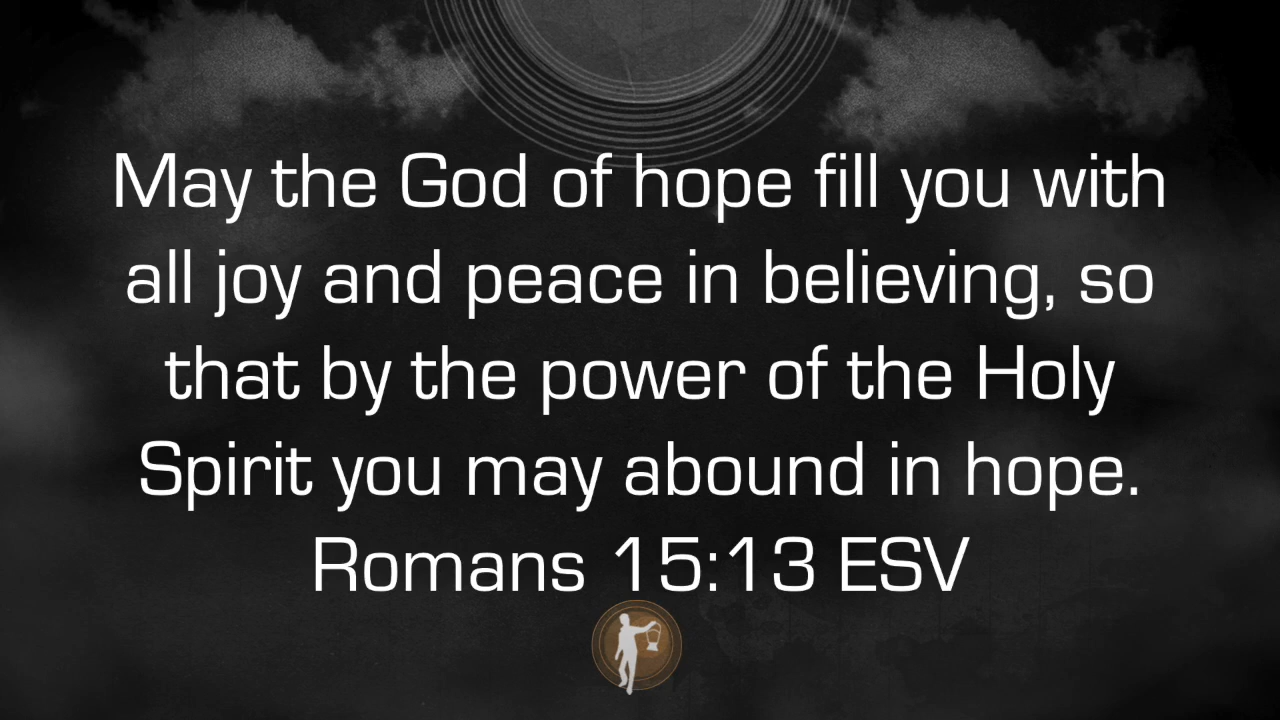 May the God of hope fill you with
all joy and peace in believing, so
that by the power of the Holy
Spirit you may abound in hope.
Romans 15:13 ESV